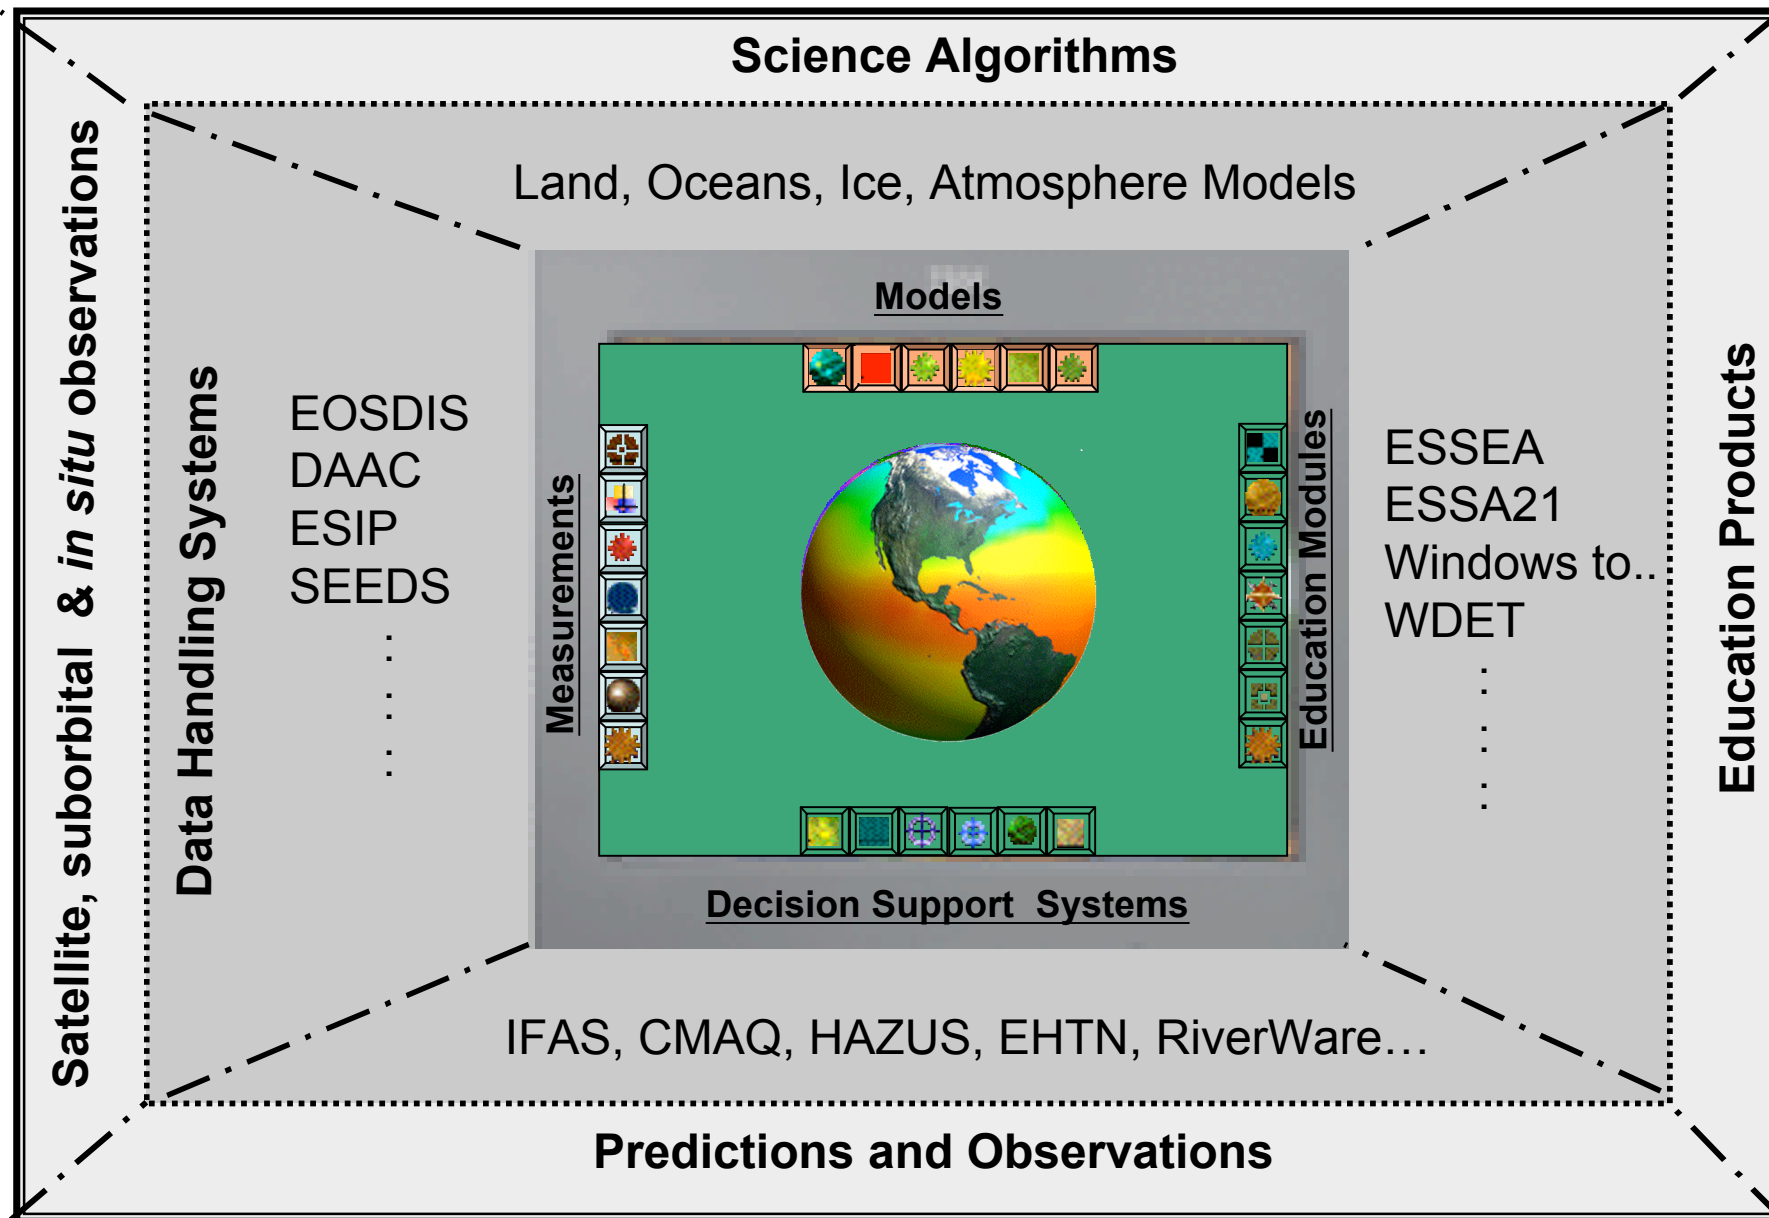 Science Algorithms
Land, Oceans, Ice, Atmosphere Models
Models
Satellite, suborbital & in situ observations
Data Handling Systems
EOSDIS
DAAC
ESIP
SEEDS
:
:
:
Measurements
Education Modules
ESSEA
ESSA21
Windows to..
WDET
:
:
:
Education Products
Decision Support Systems
IFAS, CMAQ, HAZUS, EHTN, RiverWare…
Predictions and Observations